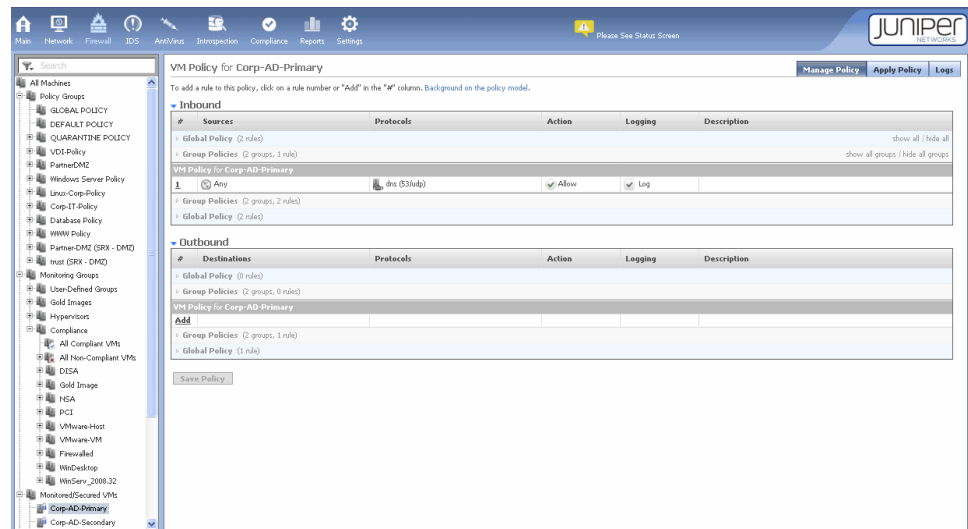 Main Network Firewall IDS AntiVirus Introspection Compliance Reports Settings
Please See Status Screen
JUNIPER
NETWORKS
Search
All Machines
Policy Groups
GLOBAL POLICY
DEFAULT POLICY
QUARANTINE POLICY
VDI-Policy
PartnerDMZ
Windows Server Policy
Linux-Corp-Policy
Corp-IT-Policy
Database Policy
WWW Policy
Partner-DMZ (SRX - DMZ)
trust (SRX - DMZ)
Monitoring Groups
User-Defined Groups
Gold Images
Hypervisors
Compliance
All Compliant VMs
All Non-Compliant VMs
DISA
Gold Image
NSA
PCI
VMware-Host
VMware-VM
Firewalled
WinDesktop
WinServ_2008.32
Monitored/Secured VMs
Corp-AD-Primary
Corp-AD-Secondary
VM Policy for Corp-AD-Primary
Manage Policy Apply Policy Logs
To add a rule to this policy, click on a rule number or "Add" in the "#" column. Background on the policy model.
Inbound
# Sources Protocols Action Logging Description
Global Policy (2 rules) show all / hide all
Group Policies (2 groups, 1 rule) show all groups / hide all groups
VM Policy for Corp-AD-Primary
1 Any dns (53/udp) Allow Log
Group Policies (2 groups, 2 rules)
Global Policy (2 rules)
Outbound
# Destinations Protocols Action Logging Description
Global Policy (0 rules)
Group Policies (2 groups, 0 rules)
VM Policy for Corp-AD-Primary
Add
Group Policies (2 groups, 1 rule)
Global Policy (1 rule)
Save Policy